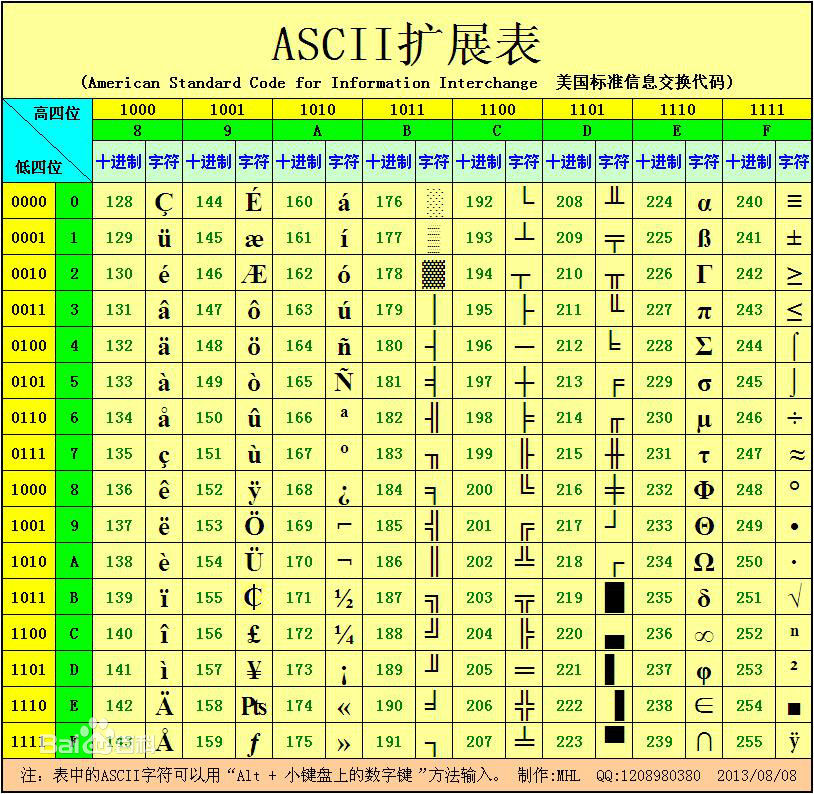 ASCII扩展表
(American Standard Code for Information Interchange 美国标准信息交换代码)
高四位 1000 1001 1010 1011 1100 1101 1110 1111
8 9 A B C D E F
低四位 十进制 字符 十进制 字符 十进制 字符 十进制 字符 十进制 字符 十进制 字符 十进制 字符 十进制 字符
0000 0 128 Ç 144 É 160 á 176 ░ 192 └ 208 ╨ 224 α 240 ≡
0001 1 129 ü 145 æ 161 í 177 ▒ 193 ┴ 209 ╤ 225 ß 241 ±
0010 2 130 é 146 Æ 162 ó 178 ▓ 194 ┬ 210 ╥ 226 Γ 242 ≥
0011 3 131 â 147 ô 163 ú 179 │ 195 ├ 211 ╙ 227 π 243 ≤
0100 4 132 ä 148 ö 164 ñ 180 ┤ 196 ─ 212 ╘ 228 Σ 244 ⌠
0101 5 133 à 149 ò 165 Ñ 181 ╡ 197 ┼ 213 ╒ 229 σ 245 ⌡
0110 6 134 å 150 û 166 ª 182 ╢ 198 ╞ 214 ╓ 230 µ 246 ÷
0111 7 135 ç 151 ù 167 º 183 ╖ 199 ╟ 215 ╫ 231 τ 247 ≈
1000 8 136 ê 152 ÿ 168 ¿ 184 ╕ 200 ╚ 216 ╪ 232 Φ 248 °
1001 9 137 ë 153 Ö 169 ⌐ 185 ╣ 201 ╔ 217 ┘ 233 Θ 249 •
1010 A 138 è 154 Ü 170 ¬ 186 ║ 202 ╩ 218 ┌ 234 Ω 250 ·
1011 B 139 ï 155 ₵ 171 ½ 187 ╗ 203 ╦ 219 █ 235 δ 251 √
1100 C 140 î 156 £ 172 ¼ 188 ╝ 204 ╠ 220 ▄ 236 ∞ 252 ⁿ
1101 D 141 ì 157 ¥ 173 ¡ 189 ╜ 205 ═ 221 ▌ 237 φ 253 ²
1110 E 142 Ä 158 ₧ 174 « 190 ╛ 206 ╬ 222 ▐ 238 ∈ 254 ■
1111 F 143 Å 159 ƒ 175 » 191 ┐ 207 ╧ 223 ▀ 239 ∩ 255 ÿ
Bai 百科
注：表中的ASCII字符可以用“Alt + 小键盘上的数字键”方法输入。 制作:MHL QQ:1208980380 2013/08/08